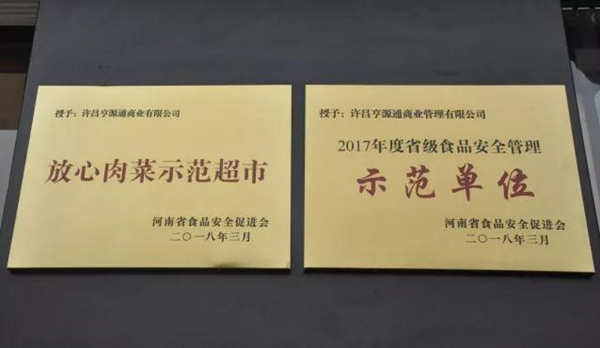 授予：许昌亨源通商业有限公司
放心肉菜示范超市
河南省食品安全促进会
二〇一八年三月
授予：许昌亨源通商业管理有限公司
2017年度省级食品安全管理
示范单位
河南省食品安全促进会
二〇一八年三月